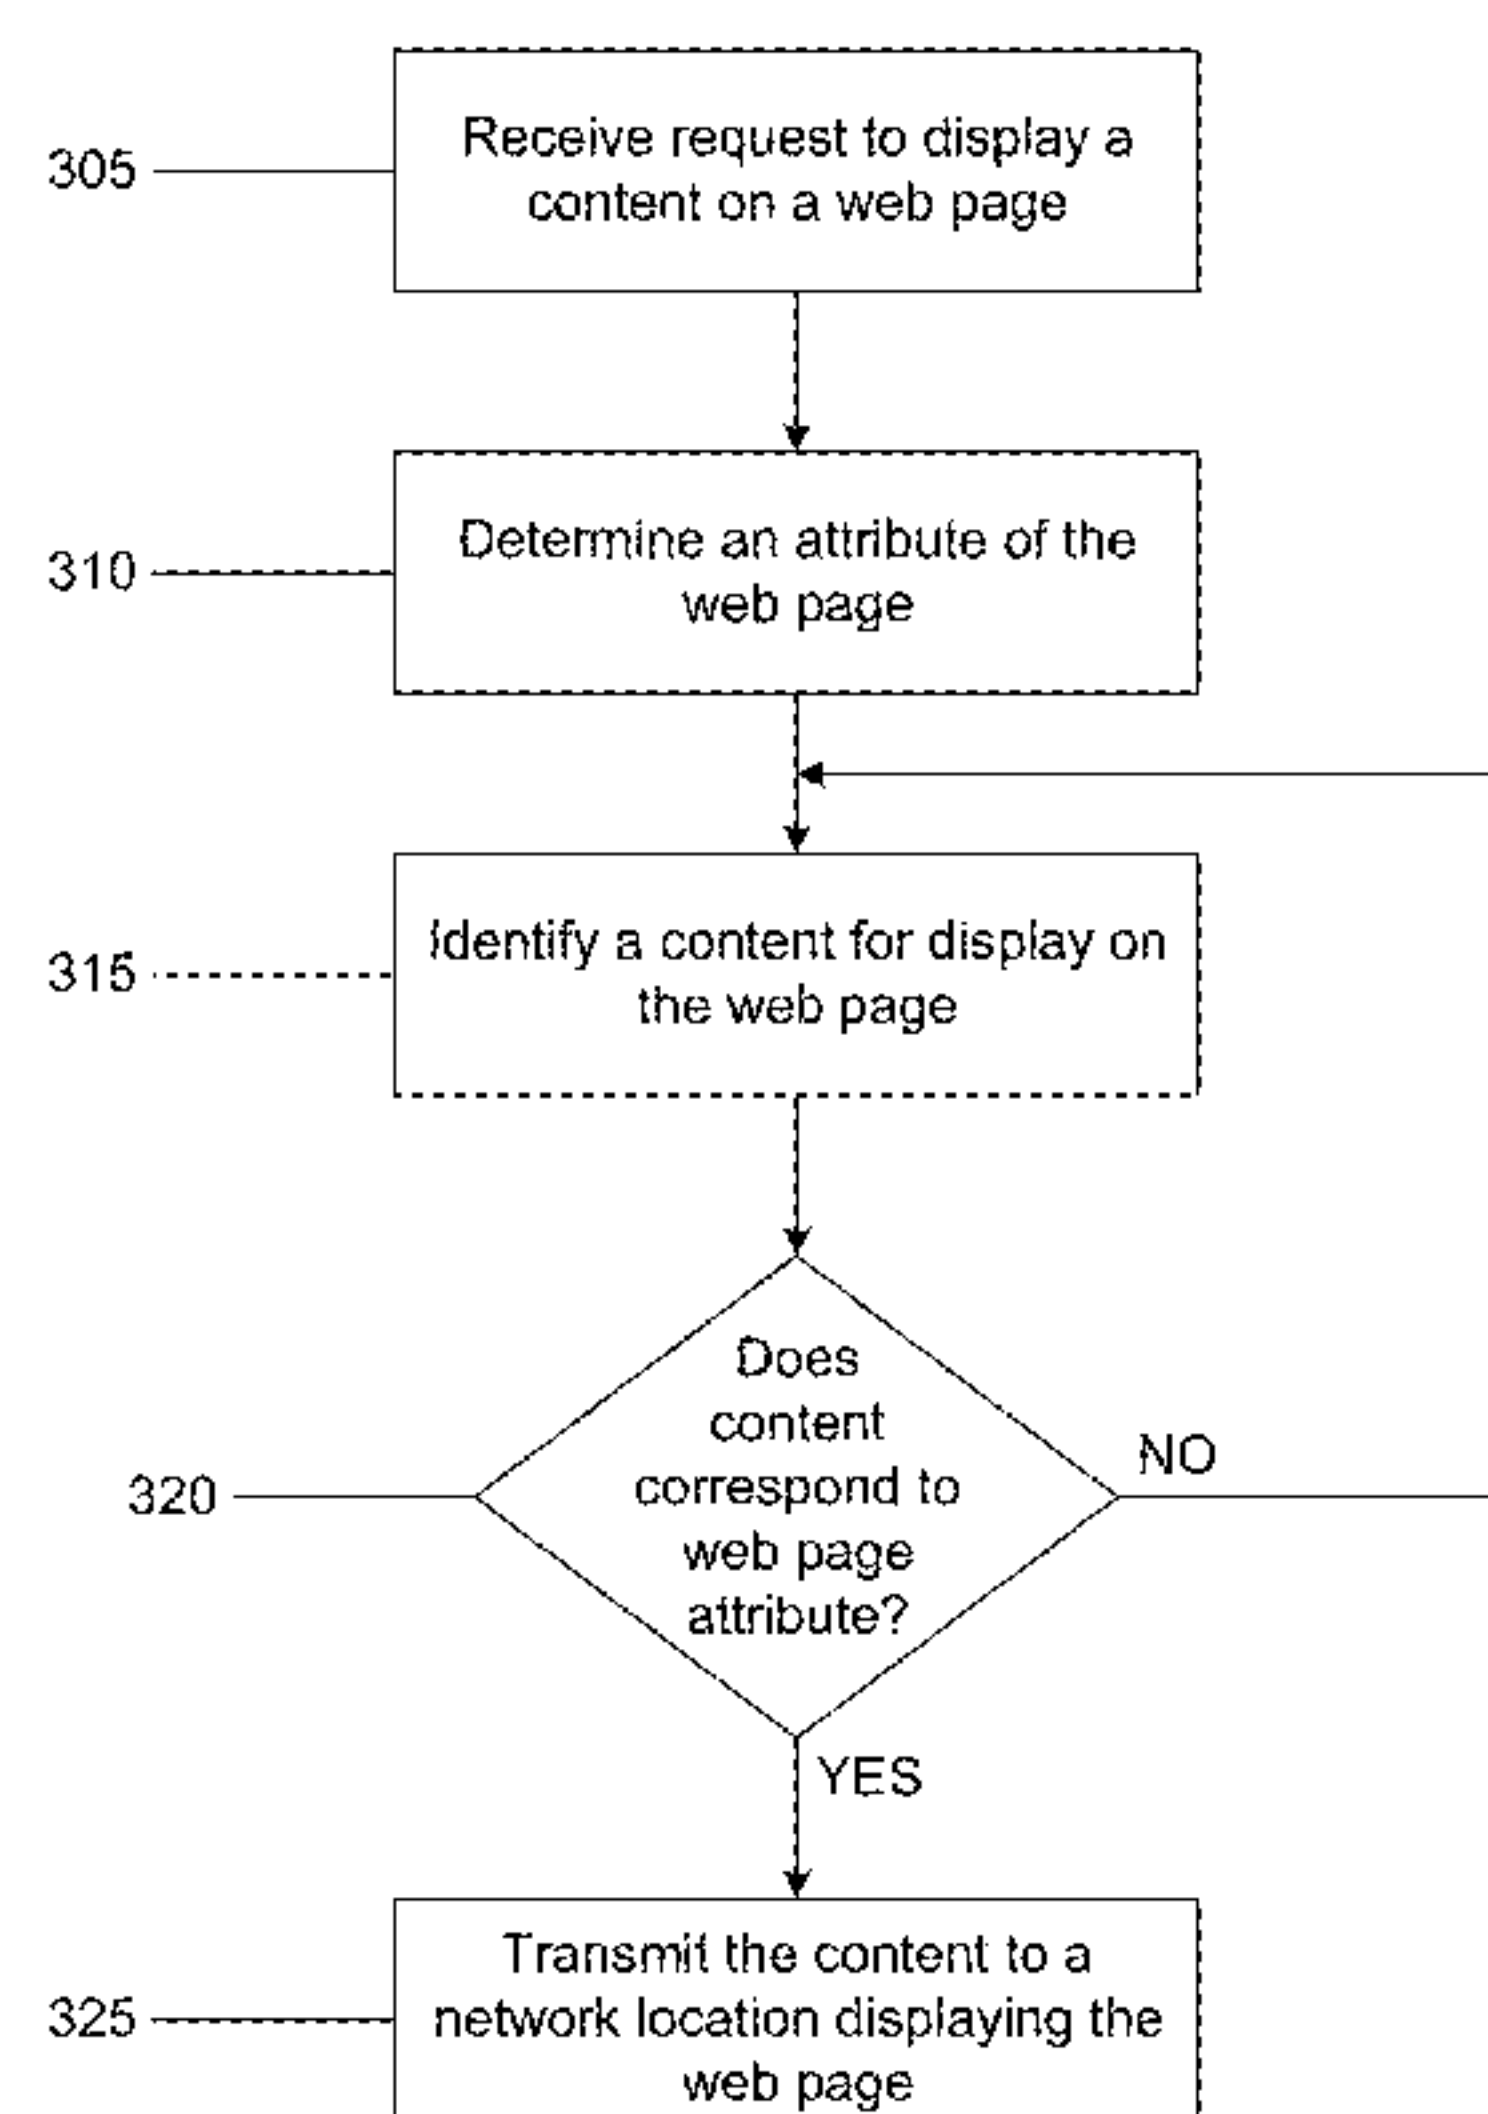 305
Receive request to display a
content on a web page
310
Determine an attribute of the
web page
315
Identify a content for display on
the web page
320
Does
content
correspond to
web page
attribute?
NO
YES
325
Transmit the content to a
network location displaying the
web page